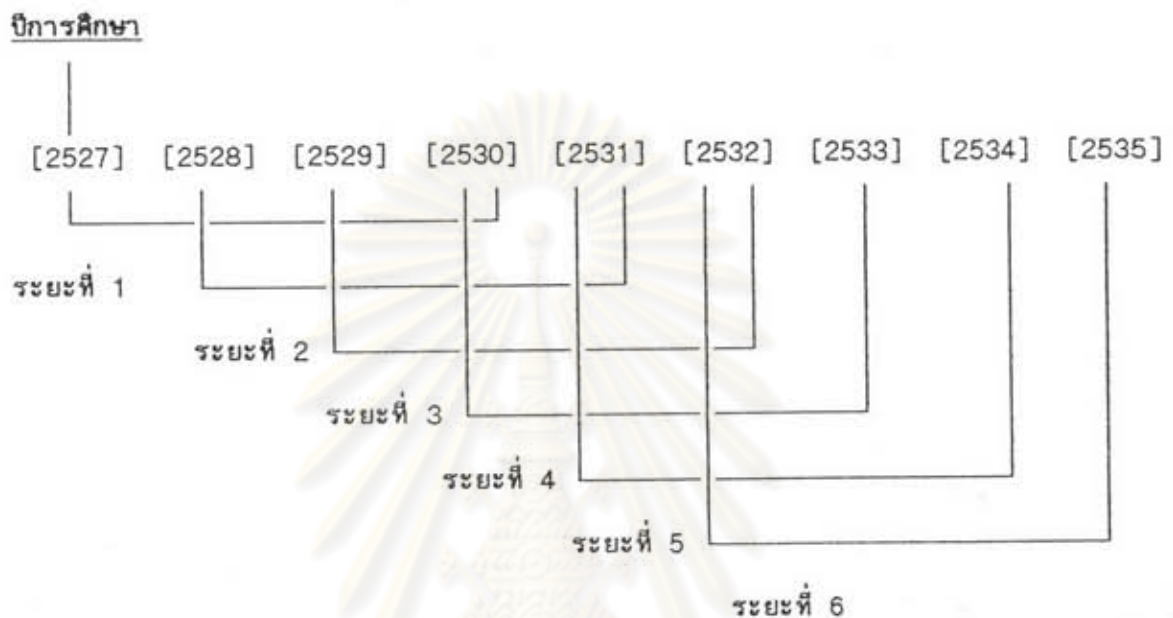 ปีการศึกษา
[2527] [2528] [2529] [2530] [2531] [2532] [2533] [2534] [2535]
ระยะที่ 1
ระยะที่ 2
ระยะที่ 3
ระยะที่ 4
ระยะที่ 5
ระยะที่ 6